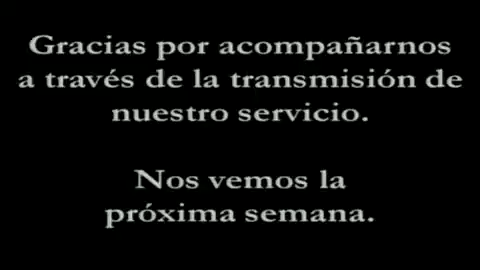 Gracias por acompañarnos
a través de la transmisión de
nuestro servicio.
Nos vemos la
próxima semana.